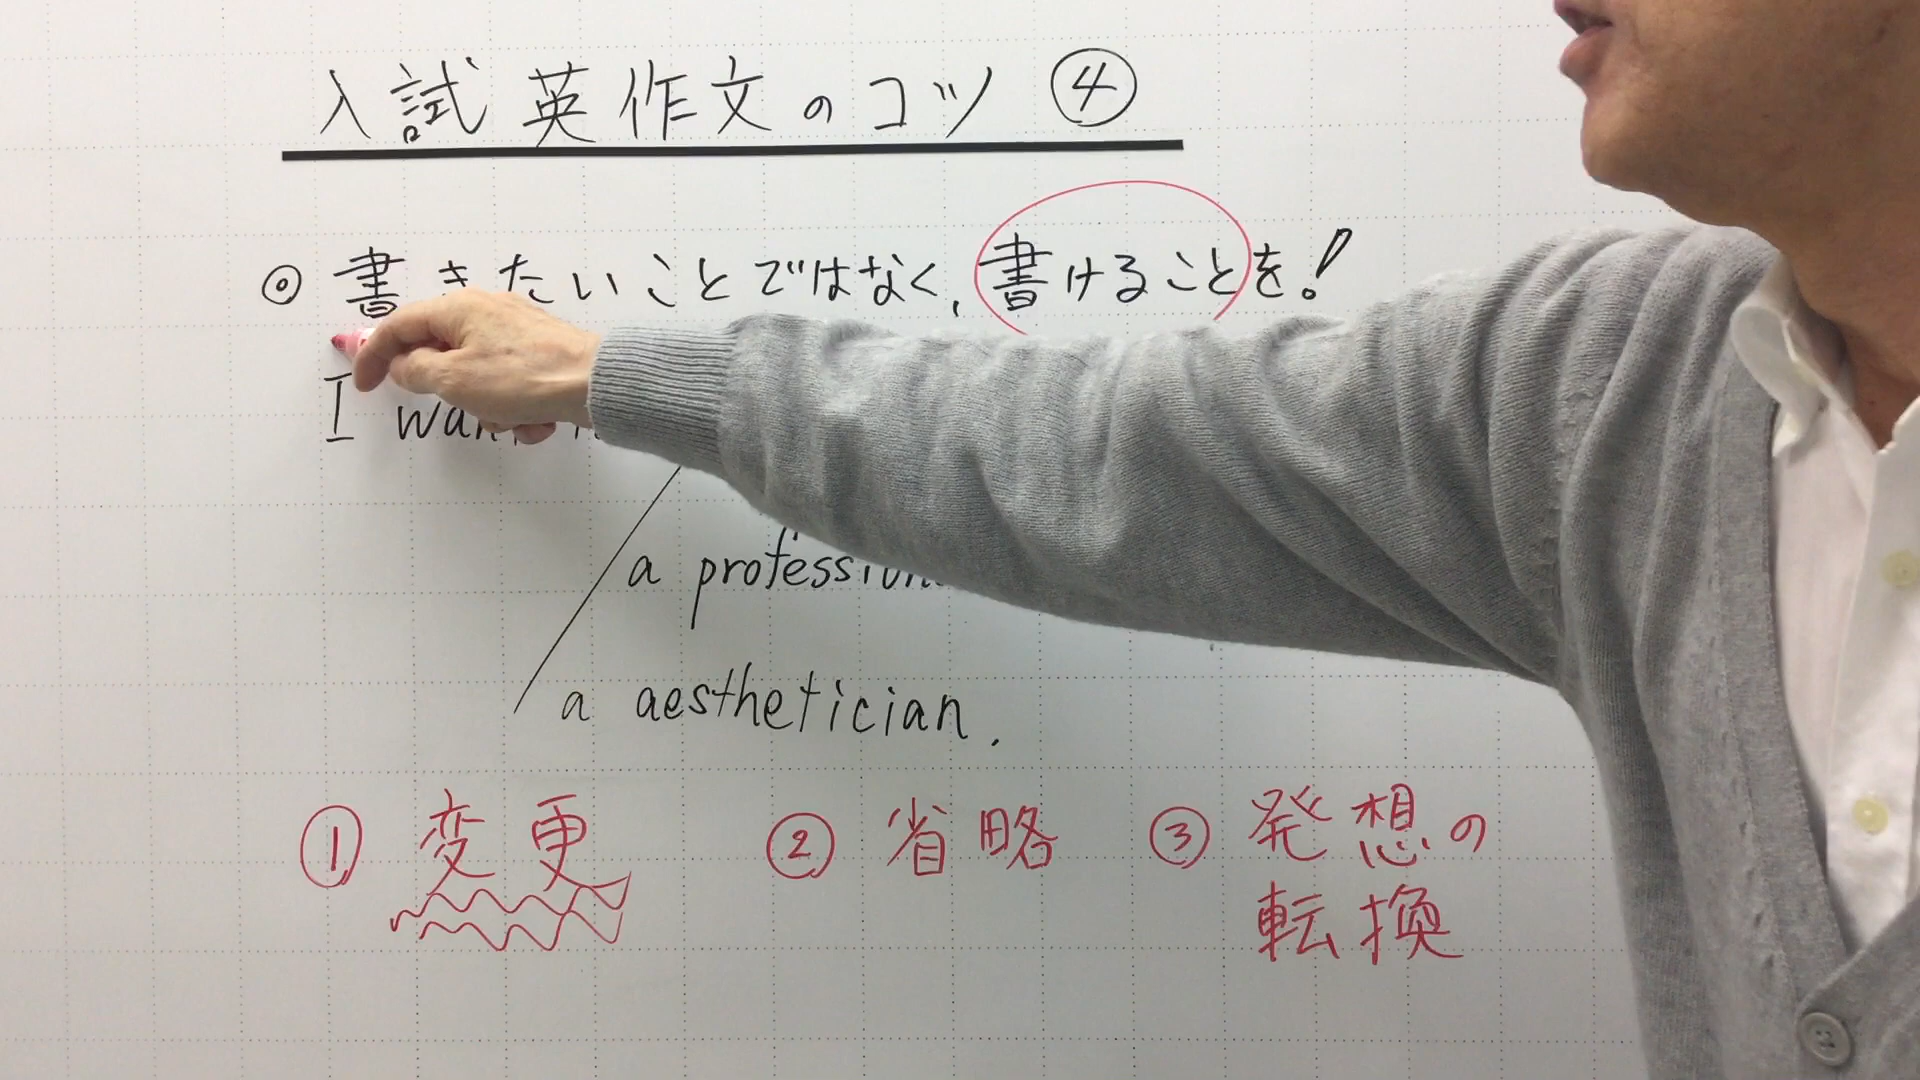 入試英作文のコツ ④
◎ 書きたいことではなく、書けることを！
I
a
a aesthetician.
① 変更 ② 省略 ③ 発想の
転換